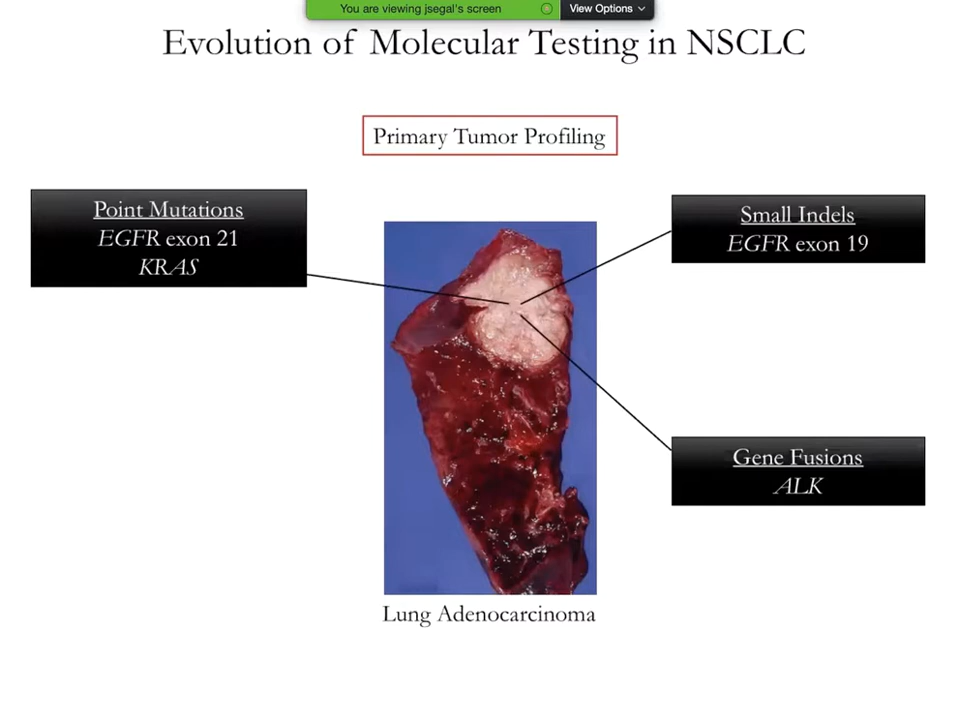 You are viewing jsegal's screen
View Options
Evolution of Molecular Testing in NSCLC
Primary Tumor Profiling
Point Mutations
EGFR exon 21
KRAS
Small Indels
EGFR exon 19
Gene Fusions
ALK
Lung Adenocarcinoma